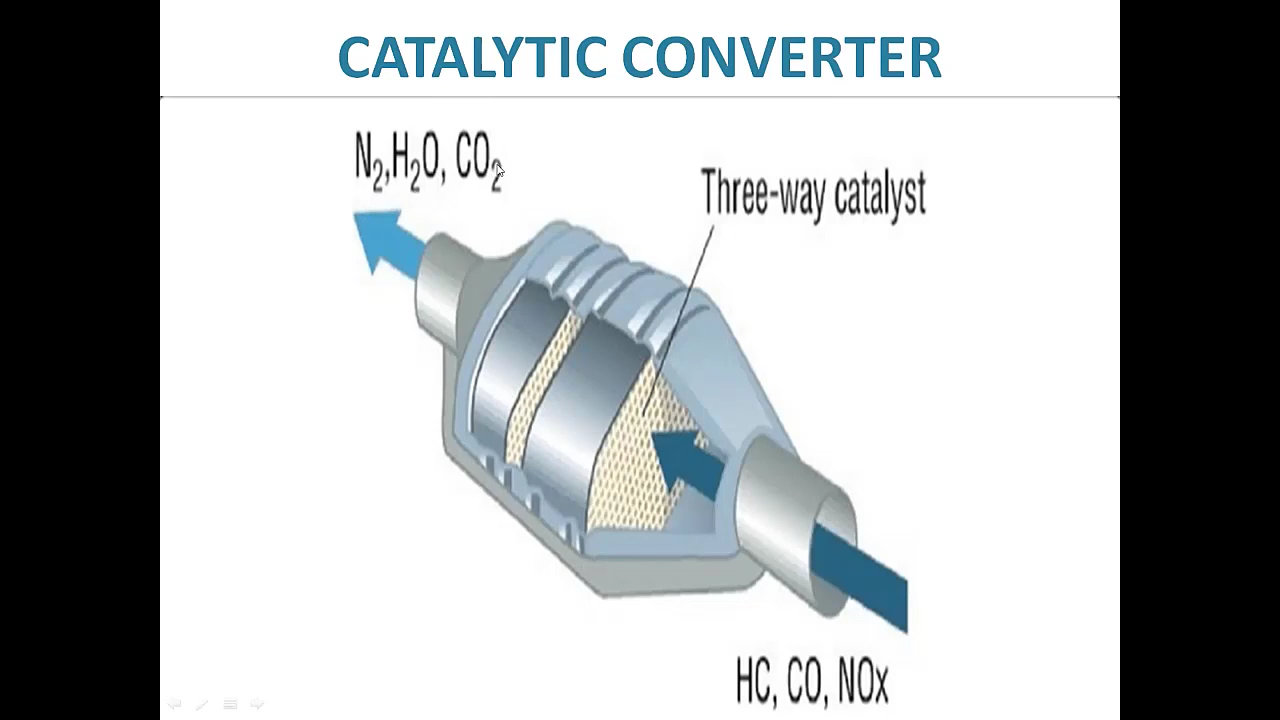 CATALYTIC CONVERTER
N₂,H₂O, CO₂
Three-way catalyst
HC, CO, NOx